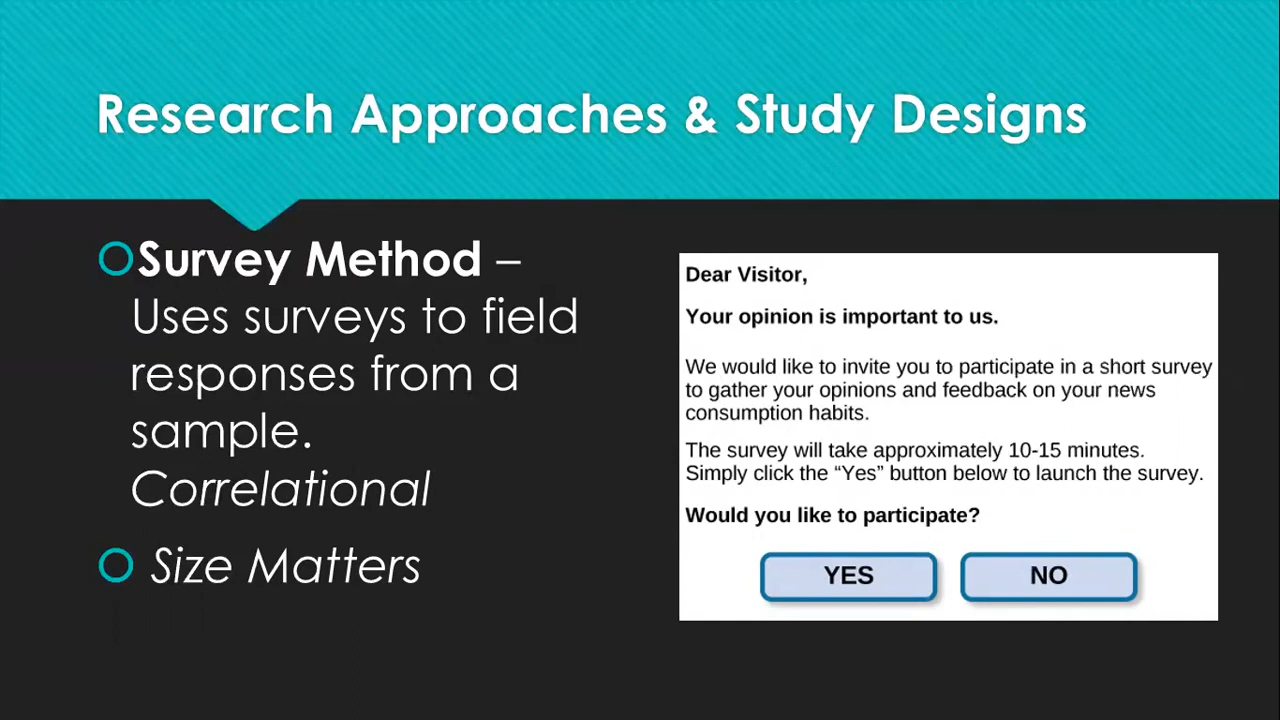 Research Approaches & Study Designs
Survey Method –
Uses surveys to field
responses from a
sample.
Correlational
Size Matters
Dear Visitor,
Your opinion is important to us.
We would like to invite you to participate in a short survey
to gather your opinions and feedback on your news
consumption habits.
The survey will take approximately 10-15 minutes.
Simply click the “Yes” button below to launch the survey.
Would you like to participate?
YES NO